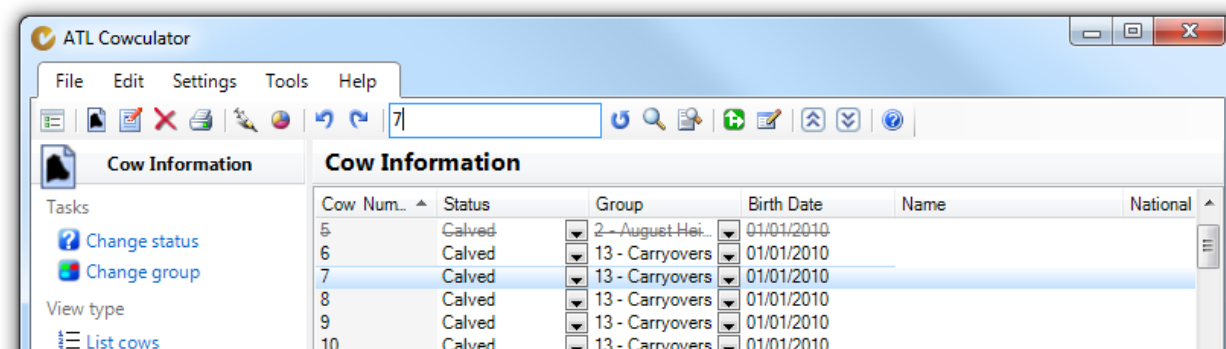 ATL Cowculator
File Edit Settings Tools Help
7
Cow Information
Cow Information
Tasks
Change status
Change group
View type
List cows
Cow Num... Status Group Birth Date Name National
5 Calved 2 - August Hei... 01/01/2010
6 Calved 13 - Carryovers 01/01/2010
7 Calved 13 - Carryovers 01/01/2010
8 Calved 13 - Carryovers 01/01/2010
9 Calved 13 - Carryovers 01/01/2010
10 Calved 13 - Carryovers 01/01/2010